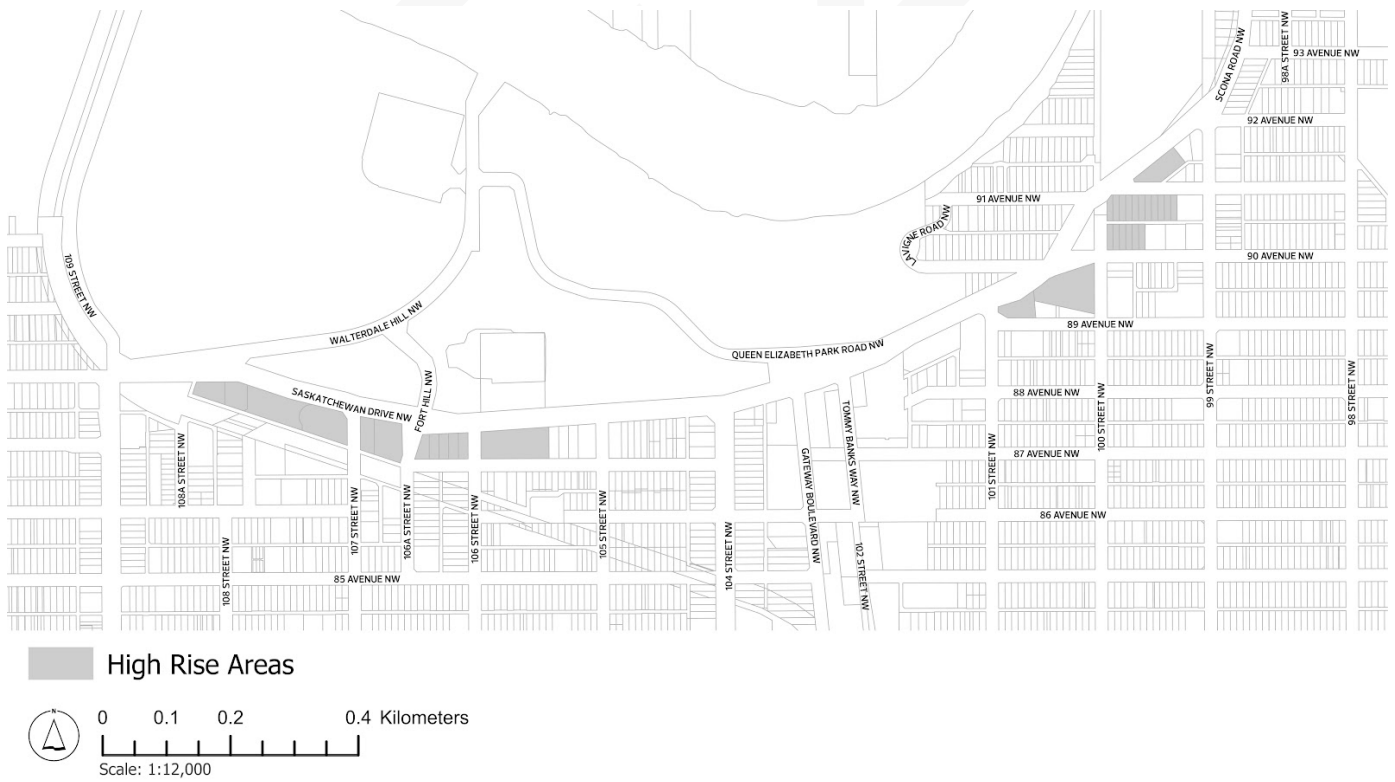 93 AVENUE NW
98A STREET NW
SCONA ROAD NW
92 AVENUE NW
91 AVENUE NW
LAVIGNE ROAD NW
90 AVENUE NW
109 STREET NW
WALTERDALE HILL NW
89 AVENUE NW
QUEEN ELIZABETH PARK ROAD NW
SASKATCHEWAN DRIVE NW
FORT HILL NW
88 AVENUE NW
100 STREET NW
99 STREET NW
98 STREET NW
TOMMY BANKS WAY NW
GATEWAY BOULEVARD NW
87 AVENUE NW
101 STREET NW
108A STREET NW
86 AVENUE NW
107 STREET NW
106A STREET NW
106 STREET NW
105 STREET NW
104 STREET NW
102 STREET NW
108 STREET NW
85 AVENUE NW
High Rise Areas
N
0 0.1 0.2 0.4 Kilometers
Scale: 1:12,000